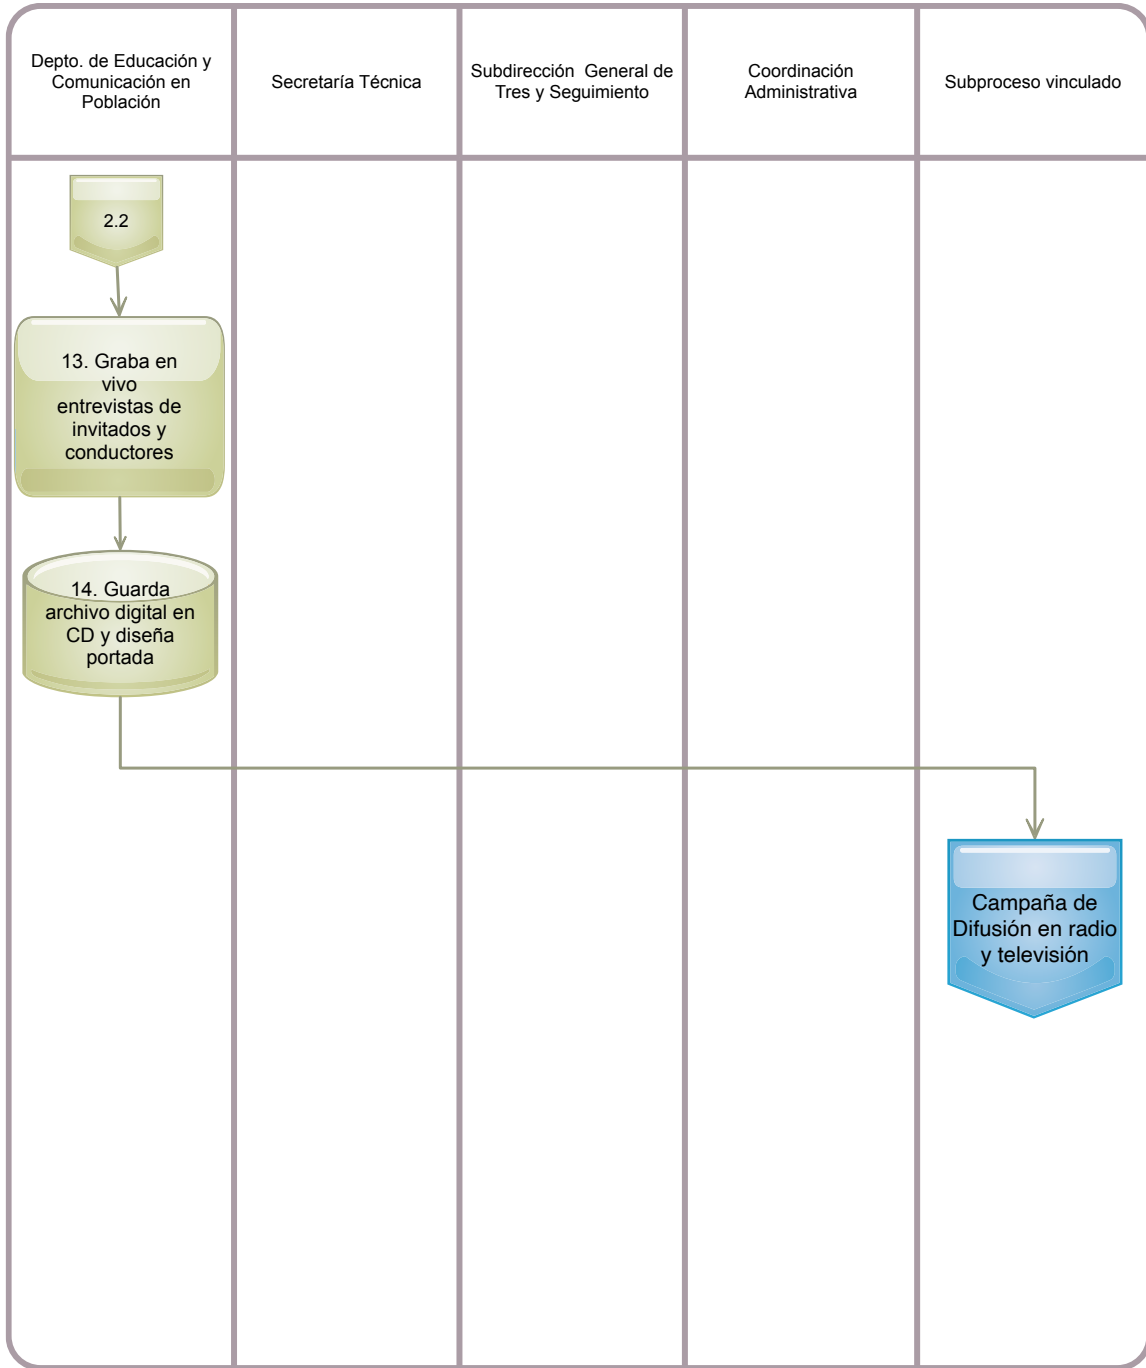 Depto. de Educación y
Comunicación en
Población
Secretaría Técnica
Subdirección  General de
Tres y Seguimiento
Coordinación
Administrativa
Subproceso vinculado
2.2
13. Graba en
vivo
entrevistas de
invitados y
conductores
14. Guarda
archivo digital en
CD y diseña
portada
Campaña de
Difusión en radio
y televisión